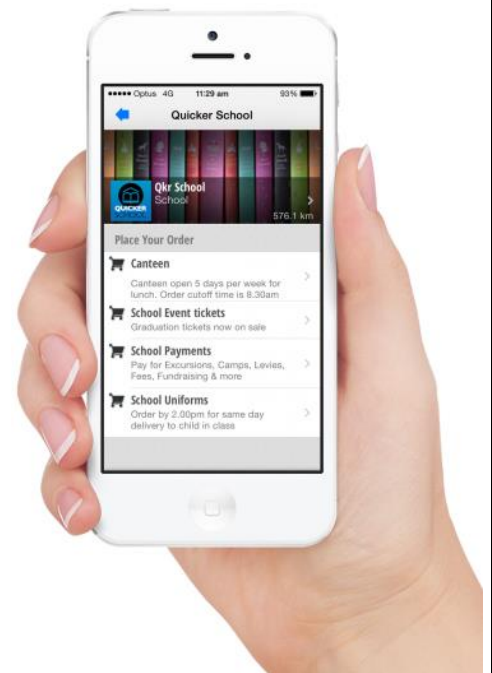 Optus 4G 11:29 am 93%
Quicker School
Qkr School
School
QUICKER
SCHOOL
576.1 km
Place Your Order
Canteen
Canteen open 5 days per week for
lunch. Order cutoff time is 8.30am
School Event tickets
Graduation tickets now on sale
School Payments
Pay for Excursions, Camps, Levies,
Fees, Fundraising & more
School Uniforms
Order by 2.00pm for same day
delivery to child in class